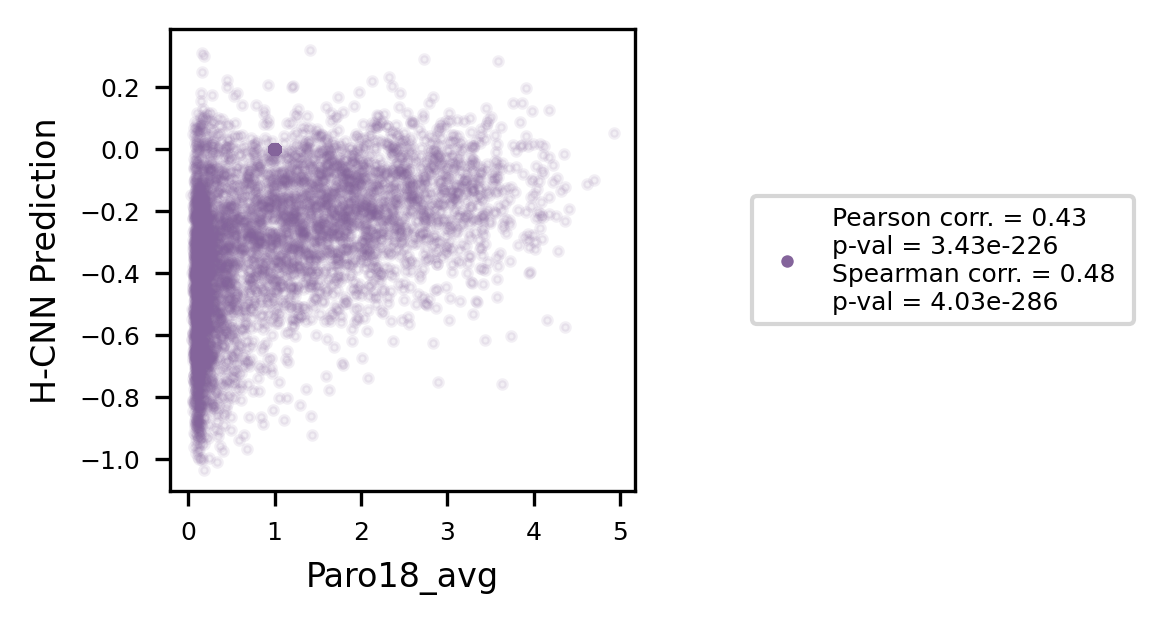 H-CNN Prediction
0.2
0.0
−0.2
−0.4
−0.6
−0.8
−1.0
0 1 2 3 4 5
Paro18_avg
Pearson corr. = 0.43
p-val = 3.43e-226
Spearman corr. = 0.48
p-val = 4.03e-286